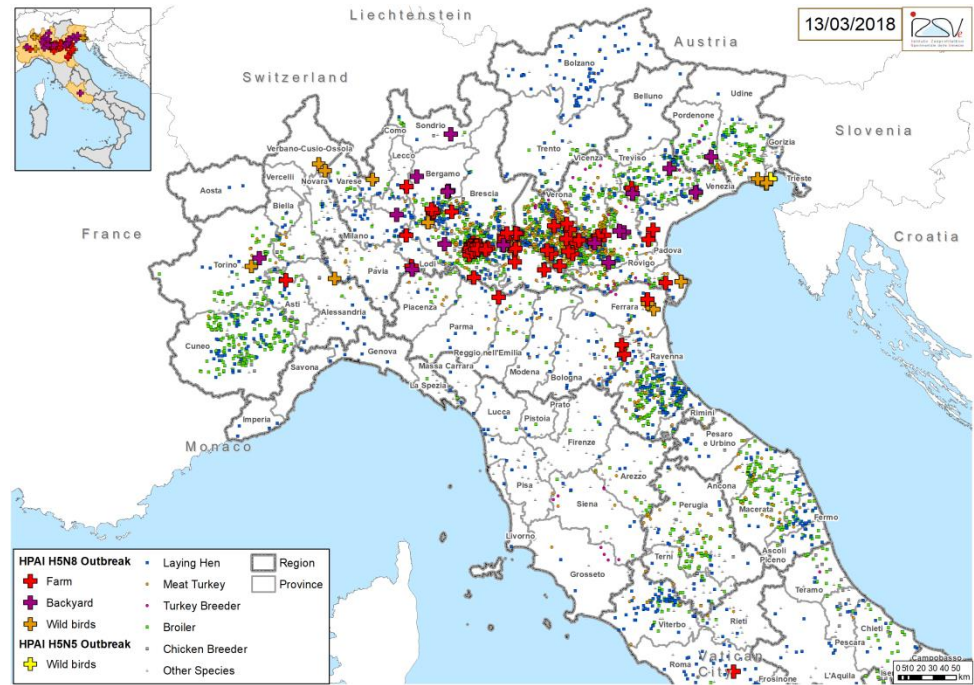 Liechtenstein
13/03/2018
Austria
Switzerland
Bolzano
Belluno
Udine
Pordenone
Slovenia
Sondrio
Como
Verbano-Cusio-Ossola
Lecco
Trento
Vicenza
Treviso
Gorizia
Vercelli
Varese
Bergamo
Aosta
Novara
Brescia
Verona
Venezia
Trieste
Biella
France
Milano
Croatia
Padova
Torino
Pavia
Lodi
Rovigo
Asti
Piacenza
Ferrara
Alessandria
Parma
Cuneo
Reggio nell'Emilia
Ravenna
Genova
Savona
Massa Carrara
Modena
Bologna
La Spezia
Rimini
Imperia
Lucca
Prato
Pistoia
Pesaro
e Urbino
Monaco
Firenze
Pisa
Arezzo
Ancona
Siena
Perugia
Macerata
Fermo
Livorno
Ascoli
Piceno
Terni
Grosseto
Teramo
Viterbo
Rieti
Chieti
Pescara
Vatican
City
Roma
Campobasso
L'Aquila
Frosinone
HPAI H5N8 Outbreak
Farm
Backyard
Wild birds
HPAI H5N5 Outbreak
Wild birds
Laying Hen
Meat Turkey
Turkey Breeder
Broiler
Chicken Breeder
Other Species
Region
Province
0 5 10 20 30 40 50
km